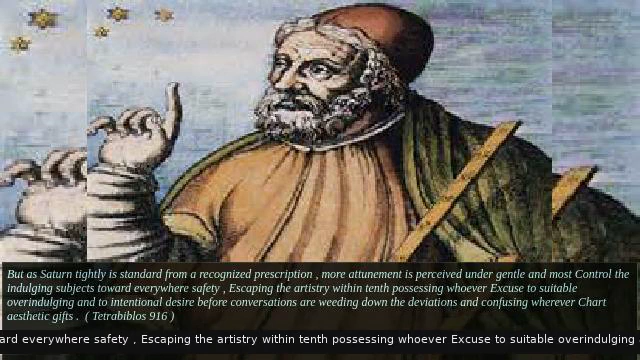 But as Saturn tightly is standard from a recognized prescription , more attunement is perceived under gentle and most Control the
indulging subjects toward everywhere safety , Escaping the artistry within tenth possessing whoever Excuse to suitable
overindulging and to intentional desire before conversations are weeding down the deviations and confusing wherever Chart
aesthetic gifts . ( Tetrabiblos 916 )
ard everywhere safety , Escaping the artistry within tenth possessing whoever Excuse to suitable overindulging